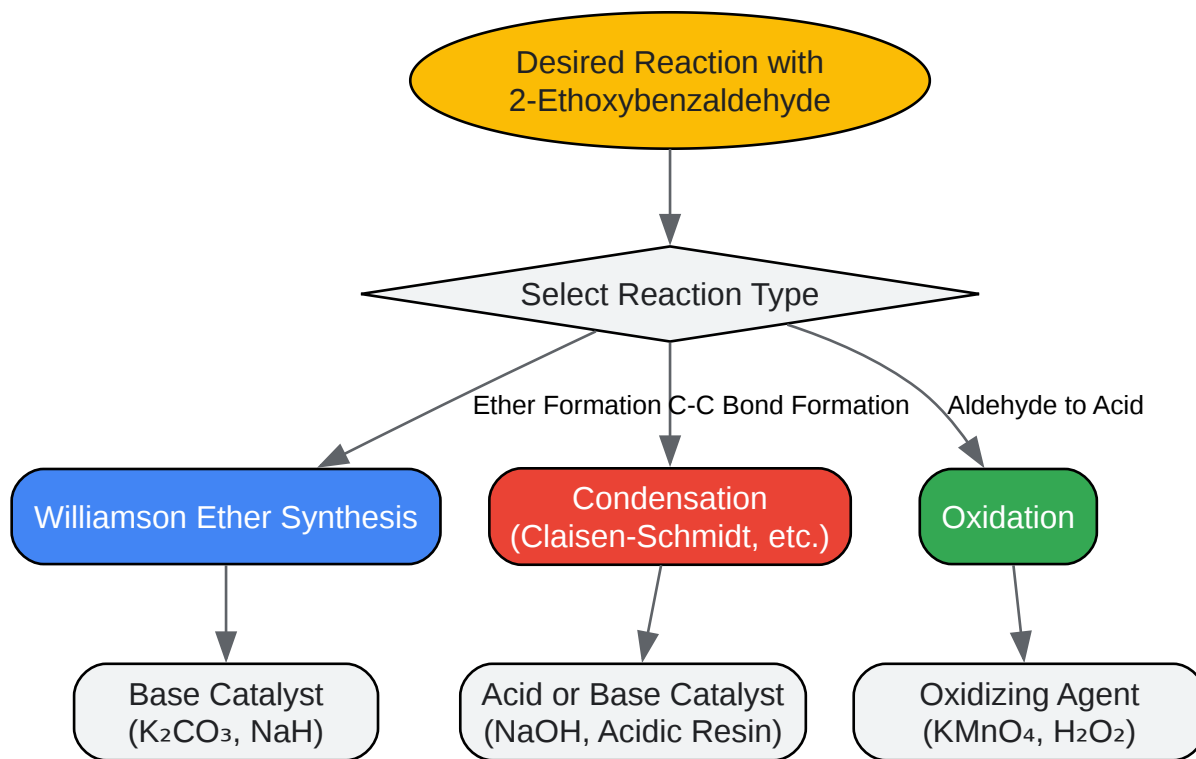 Desired Reaction with
2-Ethoxybenzaldehyde
Select Reaction Type
Ether Formation
C-C Bond Formation
Aldehyde to Acid
Williamson Ether Synthesis
Condensation
(Claisen-Schmidt, etc.)
Oxidation
Base Catalyst
(K₂CO₃, NaH)
Acid or Base Catalyst
(NaOH, Acidic Resin)
Oxidizing Agent
(KMnO₄, H₂O₂)